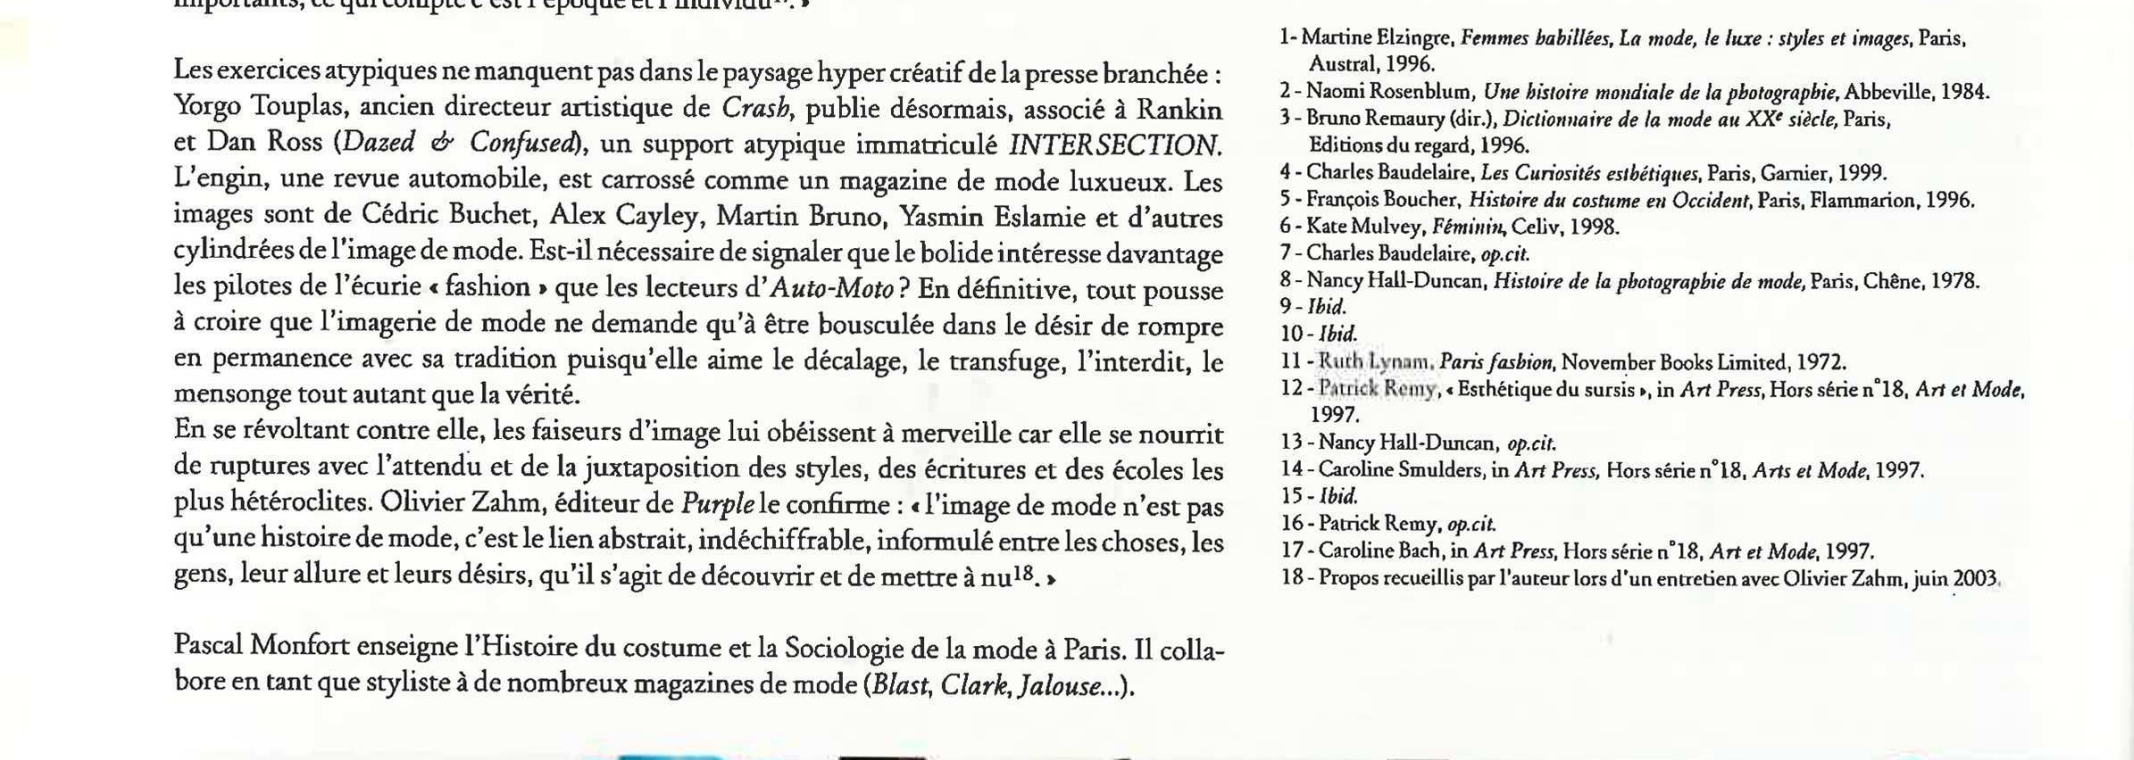 importants, ce qui compte c'est l'époque et l'individu
Les exercices atypiques ne manquent pas dans le paysage hyper créatif de la presse branchée :
Yorgo Touplas, ancien directeur artistique de Crash, publie désormais, associé à Rankin
et Dan Ross (Dazed & Confused), un support atypique immatriculé INTERSECTION.
L'engin, une revue automobile, est carrossé comme un magazine de mode luxueux. Les
images sont de Cédric Buchet, Alex Cayley, Martin Bruno, Yasmin Eslamie et d'autres
cylindrées de l'image de mode. Est-il nécessaire de signaler que le bolide intéresse davantage
les pilotes de l'écurie « fashion » que les lecteurs d'Auto-Moto ? En définitive, tout pousse
à croire que l'imagerie de mode ne demande qu'à être bousculée dans le désir de rompre
en permanence avec sa tradition puisqu'elle aime le décalage, le transfuge, l'interdit, le
mensonge tout autant que la vérité.
En se révoltant contre elle, les faiseurs d'image lui obéissent à merveille car elle se nourrit
de ruptures avec l'attendu et de la juxtaposition des styles, des écritures et des écoles les
plus hétéroclites. Olivier Zahm, éditeur de Purple le confirme : « l'image de mode n'est pas
qu'une histoire de mode, c'est le lien abstrait, indéchiffrable, informulé entre les choses, les
gens, leur allure et leurs désirs, qu'il s'agit de découvrir et de mettre à nu¹⁸. »
Pascal Monfort enseigne l'Histoire du costume et la Sociologie de la mode à Paris. Il colla-
bore en tant que styliste à de nombreux magazines de mode (Blast, Clark, Jalouse...).
1- Martine Elzingre, Femmes babillées, La mode, le luxe : styles et images, Paris,
Austral, 1996.
2 - Naomi Rosenblum, Une histoire mondiale de la photographie, Abbeville, 1984.
3 - Bruno Remaury (dir.), Dictionnaire de la mode au XXe siècle, Paris,
Editions du regard, 1996.
4 - Charles Baudelaire, Les Curiosités esthétiques, Paris, Garnier, 1999.
5 - François Boucher, Histoire du costume en Occident, Paris, Flammarion, 1996.
6 - Kate Mulvey, Féminin, Celiv, 1998.
7 - Charles Baudelaire, op.cit.
8 - Nancy Hall-Duncan, Histoire de la photographie de mode, Paris, Chêne, 1978.
9 - Ibid.
10 - Ibid.
11 - Ruth Lynam, Paris fashion, November Books Limited, 1972.
12 - Patrick Remy, « Esthétique du sursis », in Art Press, Hors série n°18, Art et Mode,
1997.
13 - Nancy Hall-Duncan, op.cit.
14 - Caroline Smulders, in Art Press, Hors série n°18, Arts et Mode, 1997.
15 - Ibid.
16 - Patrick Remy, op.cit.
17 - Caroline Bach, in Art Press, Hors série n°18, Art et Mode, 1997.
18 - Propos recueillis par l'auteur lors d'un entretien avec Olivier Zahm, juin 2003.